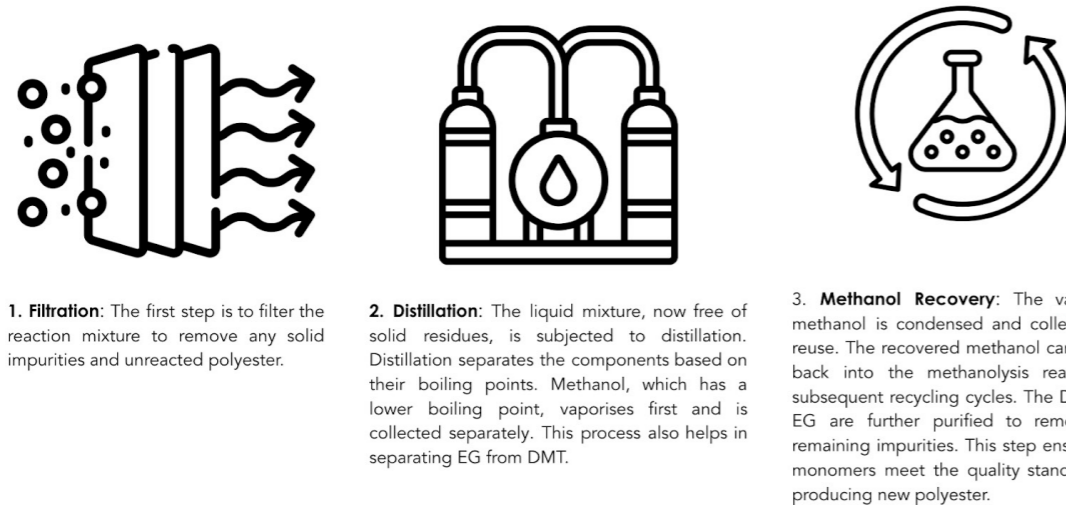 1. Filtration: The first step is to filter the
reaction mixture to remove any solid
impurities and unreacted polyester.
2. Distillation: The liquid mixture, now free of
solid residues, is subjected to distillation.
Distillation separates the components based on
their boiling points. Methanol, which has a
lower boiling point, vaporises first and is
collected separately. This process also helps in
separating EG from DMT.
3. Methanol Recovery: The
methanol is condensed and
reuse. The recovered methanol
back into the methanolysis
subsequent recycling cycles. The
EG are further purified to
remaining impurities. This step
monomers meet the quality
producing new polyester.